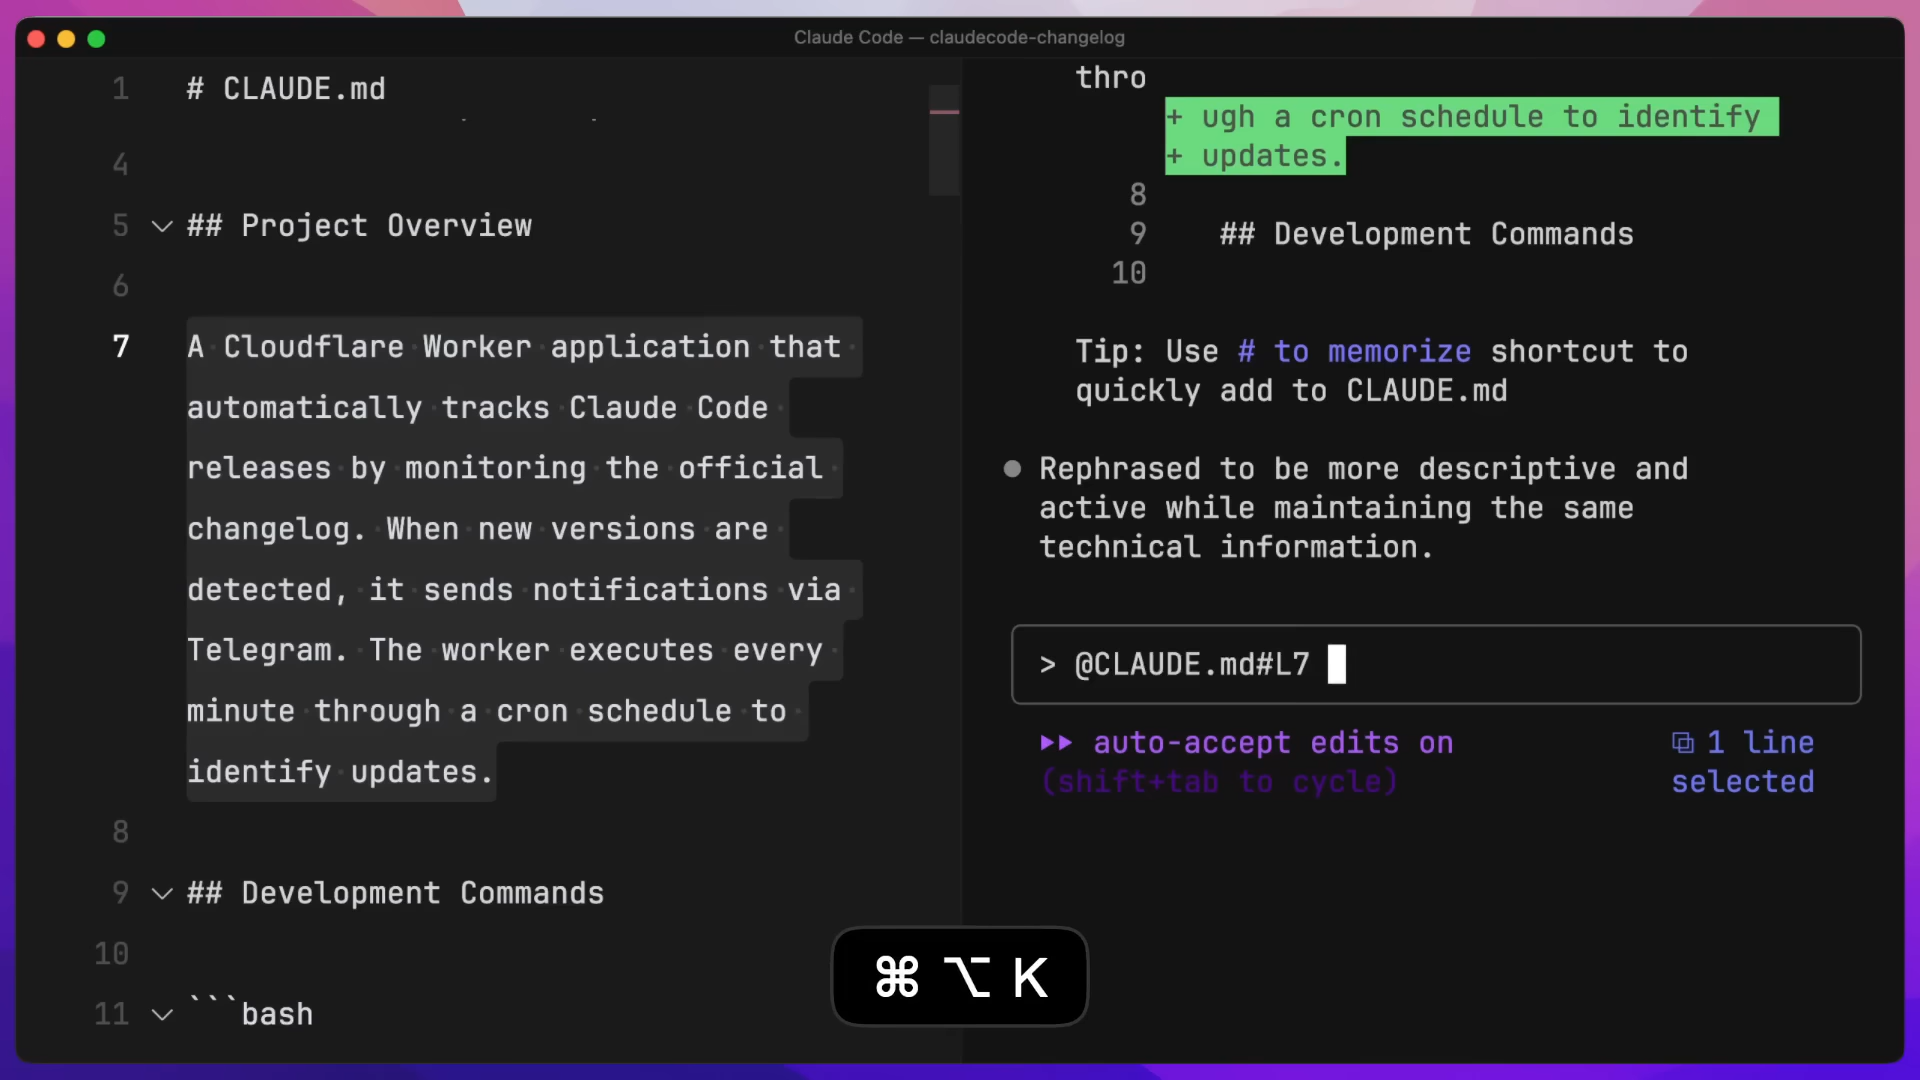 Claude Code — claudecode-changelog
1 # CLAUDE.md
4
5 ## Project Overview
6
7 A Cloudflare Worker application that
automatically tracks Claude Code
releases by monitoring the official
changelog. When new versions are
detected, it sends notifications via
Telegram. The worker executes every
minute through a cron schedule to
identify updates.
8
9 ## Development Commands
10
11 ```bash
thro
+ ugh a cron schedule to identify
+ updates.
8
9 ## Development Commands
10
Tip: Use # to memorize shortcut to
quickly add to CLAUDE.md
● Rephrased to be more descriptive and
active while maintaining the same
technical information.
> @CLAUDE.md#L7
⏵⏵ auto-accept edits on
(shift+tab to cycle)
⧉ 1 line
selected
⌘ ⌥ K